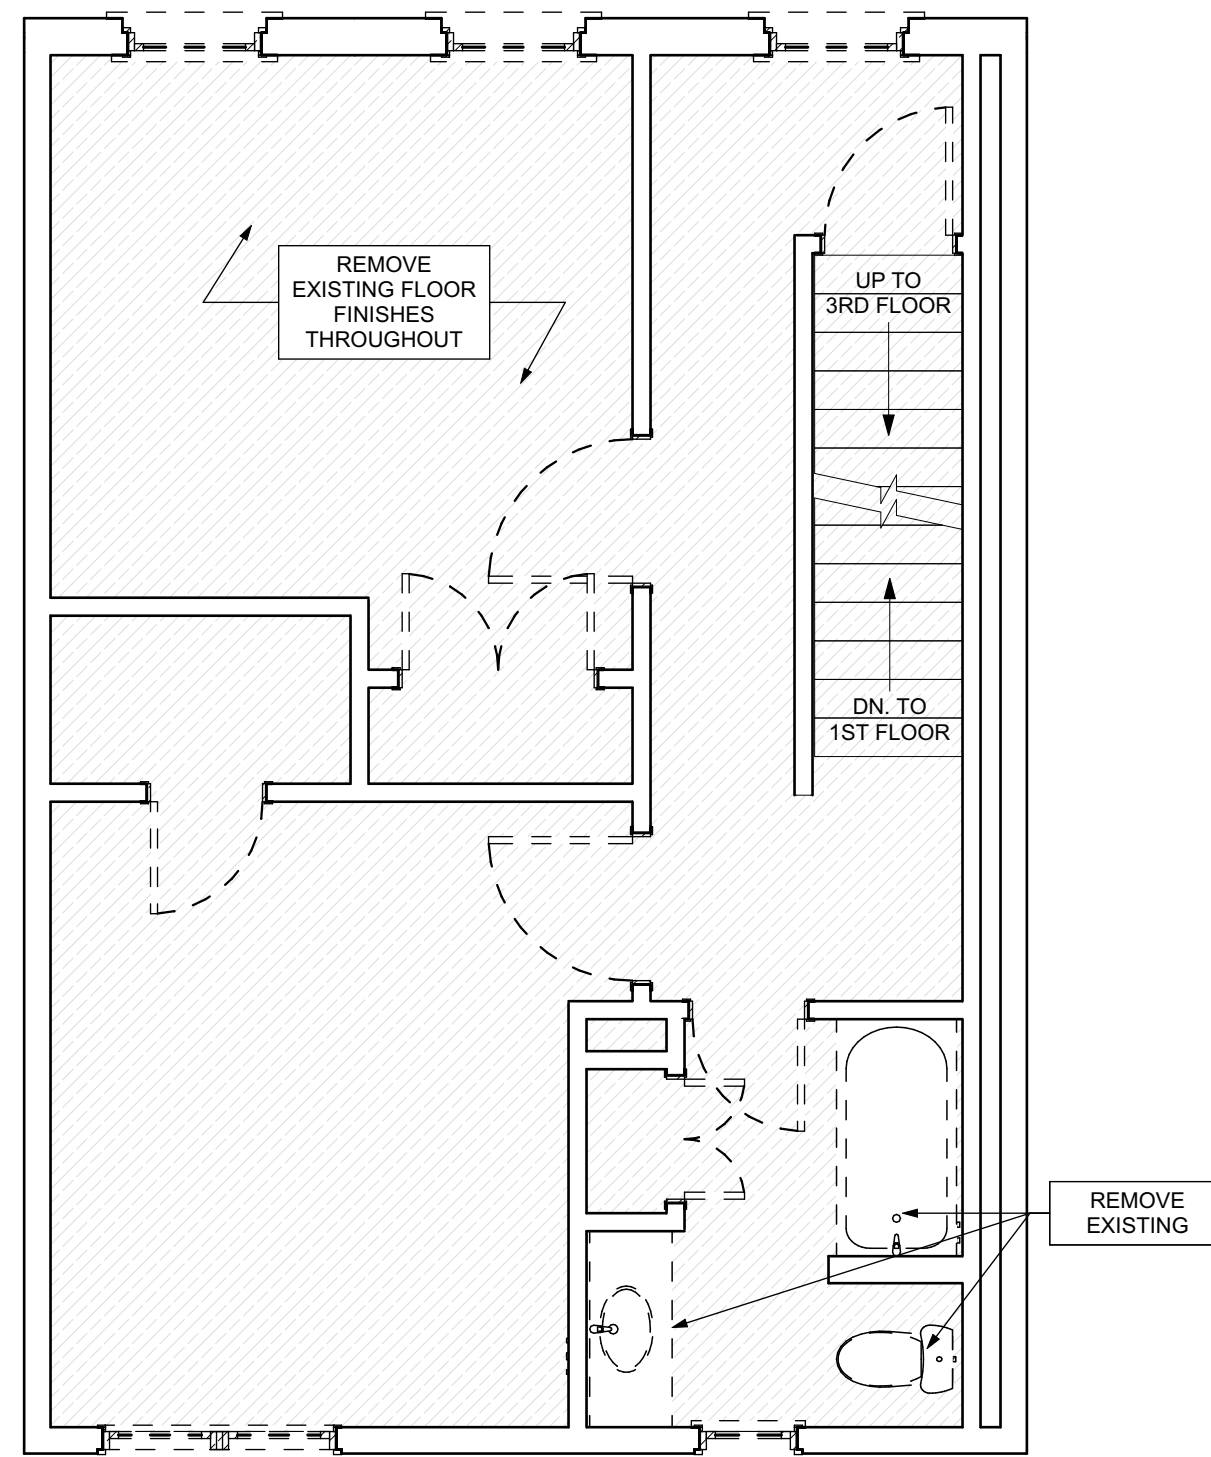 REMOVE
EXISTING FLOOR
FINISHES
THROUGHOUT
UP TO
3RD FLOOR
DN. TO
1ST FLOOR
REMOVE
EXISTING